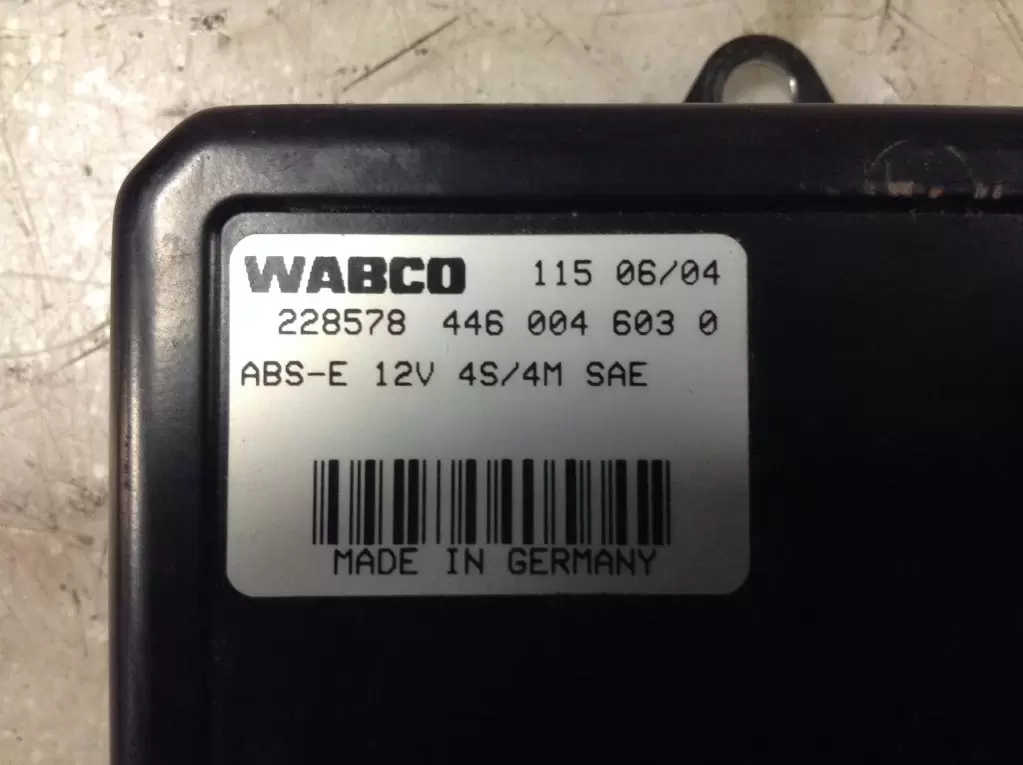 WABCO 115 06/04
228578 446 004 603 0
ABS-E 12V 4S/4M SAE
MADE IN GERMANY